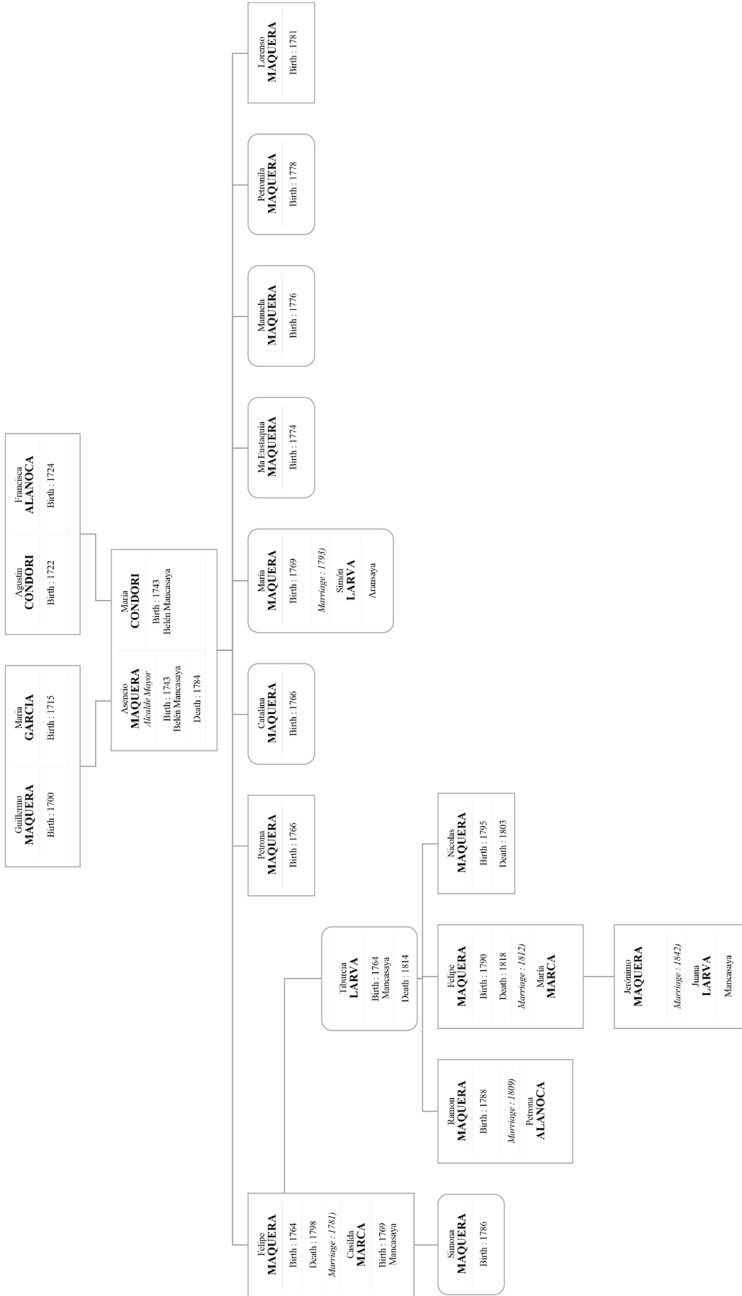 Guillermo
MAQUERA
Birth : 1700
Maria
GARCIA
Birth : 1715
Agustin
CONDORI
Birth : 1722
Francisca
ALANOCA
Birth : 1724
Asencio
MAQUERA
Alcalde Mayor
Birth : 1743
Belén Mancasaya
Death : 1784
Maria
CONDORI
Birth : 1743
Belén Mancasaya
Felipe
MAQUERA
Birth : 1764
Death : 1798
Marriage : 1781)
Casilda
MARCA
Birth : 1769
Mancasaya
Petrona
MAQUERA
Birth : 1766
Catalina
MAQUERA
Birth : 1766
María
MAQUERA
Birth : 1769
Marriage : 1793)
Simón
LARVA
Aransaya
Ma Eustaquia
MAQUERA
Birth : 1774
Manuela
MAQUERA
Birth : 1776
Petronila
MAQUERA
Birth : 1778
Lorenso
MAQUERA
Birth : 1781
Tiburcia
LARVA
Birth : 1764
Mancasaya
Death : 1814
Simona
MAQUERA
Birth : 1786
Ramon
MAQUERA
Birth : 1788
Marriage : 1809)
Petrona
ALANOCA
Felipe
MAQUERA
Birth : 1790
Death : 1818
Marriage : 1812)
María
MARCA
Nicolas
MAQUERA
Birth : 1795
Death : 1803
Jerónimo
MAQUERA
Marriage : 1842)
Juana
LARVA
Mancasaya